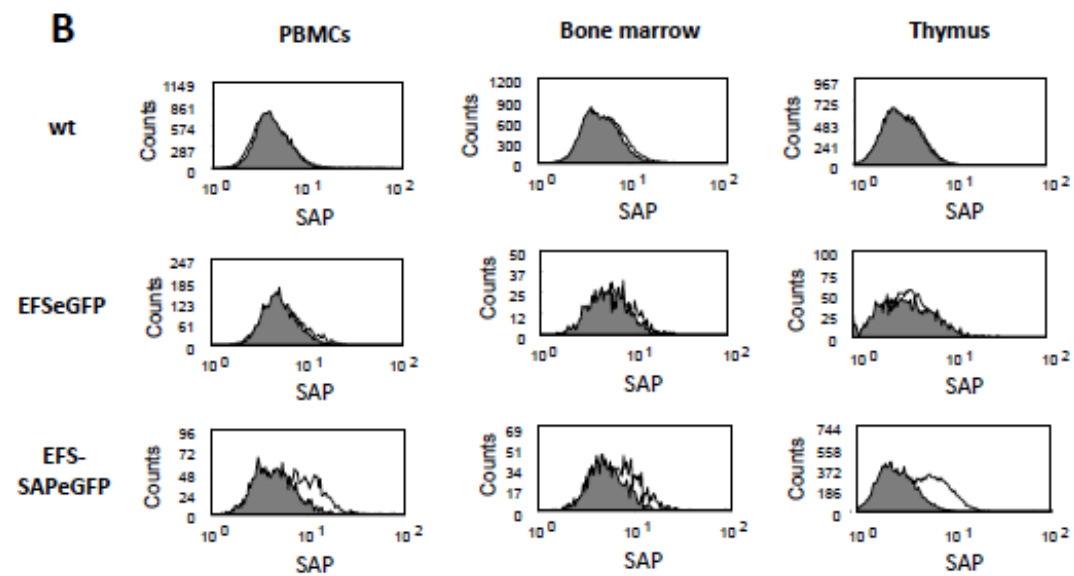 B
PBMCs Bone marrow Thymus
wt
Counts
1149
861
574
287
0
10^0 10^1 10^2
SAP
Counts
1200
900
600
300
0
10^0 10^1 10^2
SAP
Counts
967
725
483
241
0
10^0 10^1 10^2
SAP
EFSeGFP
Counts
247
185
123
61
0
10^0 10^1 10^2
SAP
Counts
50
37
25
12
0
10^0 10^1 10^2
SAP
Counts
100
75
50
25
0
10^0 10^1 10^2
SAP
EFS-
SAPeGFP
Counts
96
72
48
24
0
10^0 10^1 10^2
SAP
Counts
69
51
34
17
0
10^0 10^1 10^2
SAP
Counts
744
558
372
186
0
10^0 10^1 10^2
SAP